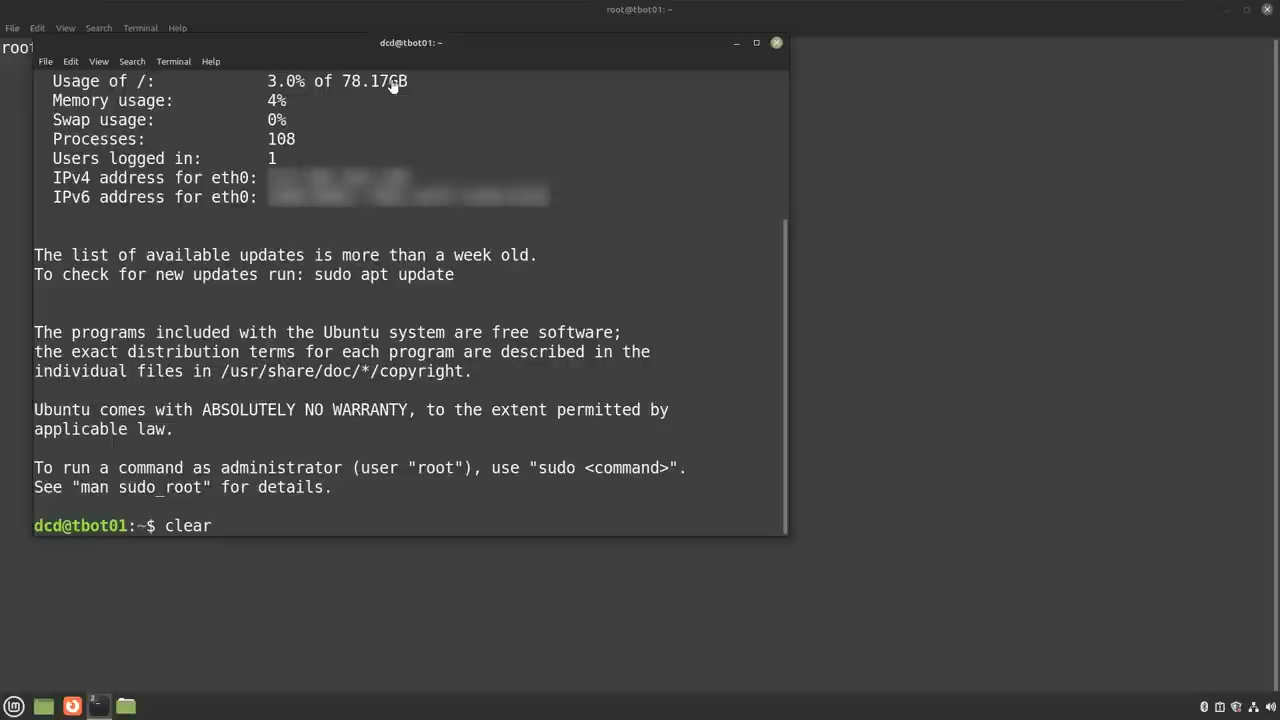 root@tbot01: ~
File Edit View Search Terminal Help
root
dcd@tbot01: ~
File Edit View Search Terminal Help
Usage of /: 3.0% of 78.17GB
Memory usage: 4%
Swap usage: 0%
Processes: 108
Users logged in: 1
IPv4 address for eth0:
IPv6 address for eth0:
The list of available updates is more than a week old.
To check for new updates run: sudo apt update
The programs included with the Ubuntu system are free software;
the exact distribution terms for each program are described in the
individual files in /usr/share/doc/*/copyright.
Ubuntu comes with ABSOLUTELY NO WARRANTY, to the extent permitted by
applicable law.
To run a command as administrator (user "root"), use "sudo <command>".
See "man sudo_root" for details.
dcd@tbot01:~$ clear